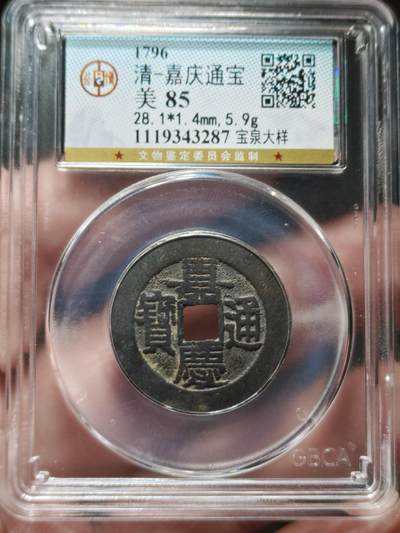 1796
清-嘉庆通宝
美 85
28.1*1.4mm,5.9g
1119343287 宝泉大样
★ 文物鉴定委员会监制 ★
嘉慶通寶
GBCA